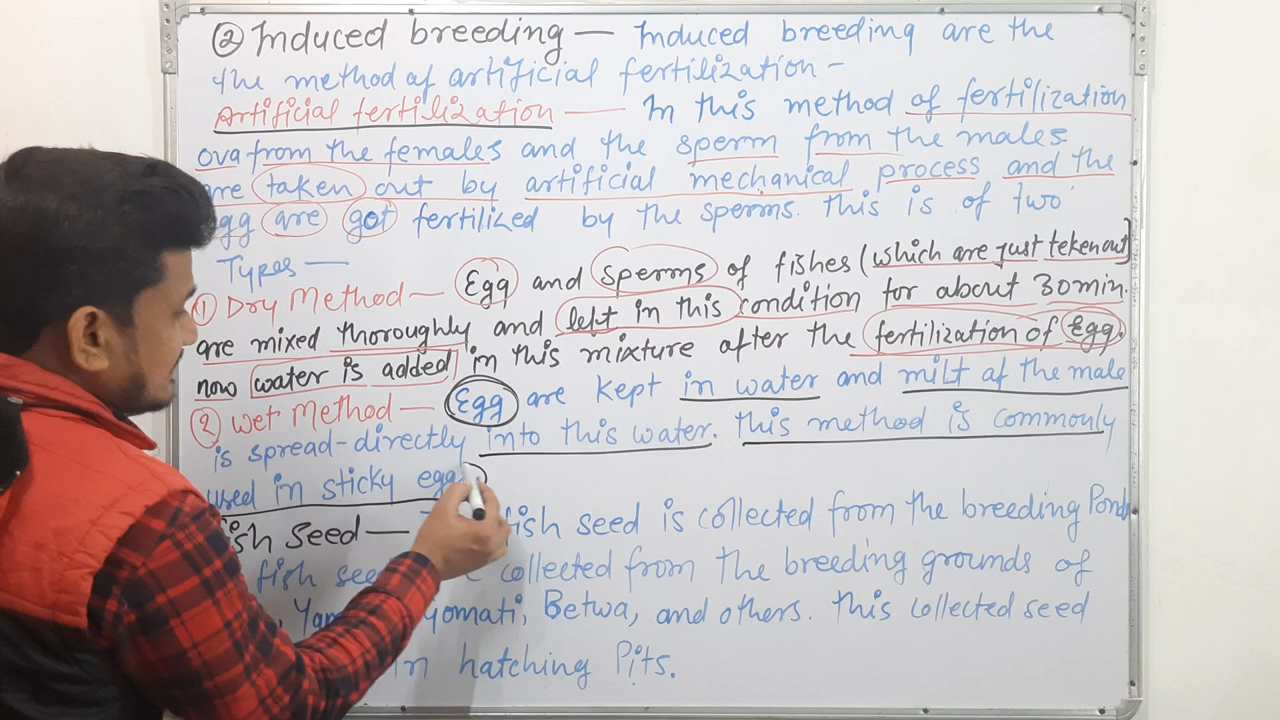 ② Induced breeding — Induced breeding are the
the method of artificial fertilization -
Artificial fertilization — In this method of fertilization
ova from the females and the sperm from the males
are taken out by artificial mechanical process and the
egg are got fertilized by the sperms. This is of two
Types —
① Dry Method - Egg and sperms of fishes (which are just teken out)
are mixed thoroughly and left in this condition for about 30 min.
now water is added in this mixture after the fertilization of Egg.
② Wet Method - Egg are kept in water and milt of the male
is spread-directly into this water. This method is commonly
used in sticky eggs
fish seed — fish seed is collected from the breeding Ponds
fish collected from the breeding grounds of
Gomati, Betwa, and others. This collected seed
in hatching Pits.